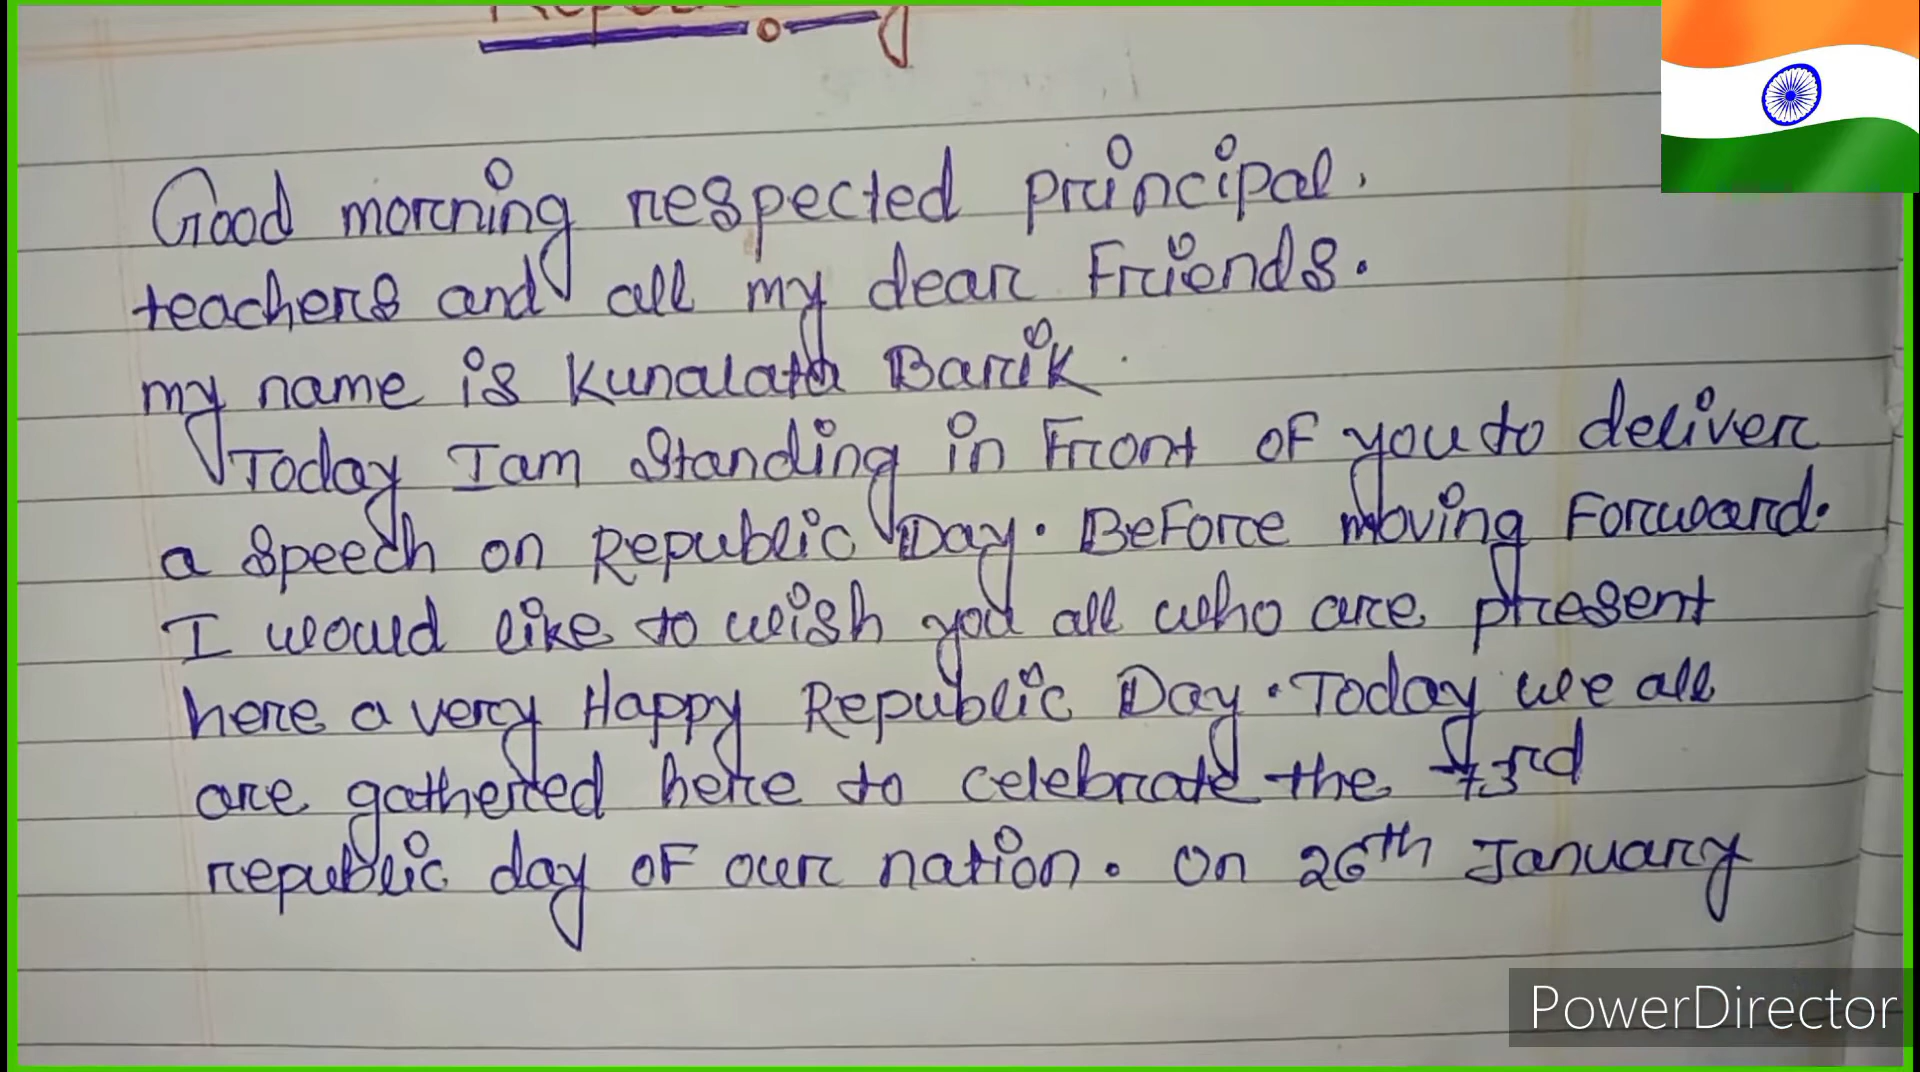 Good morning respected principal,
teachers and all my dear Friends.
my name is Kunalata Barik.
Today I am Standing in Front of you to deliver
a Speech on Republic Day. Before moving Forward.
I would like to wish you all who are present
here a very Happy Republic Day. Today we all
are gathered here to celebrate the 73rd
republic day of our nation. On 26th January
PowerDirector